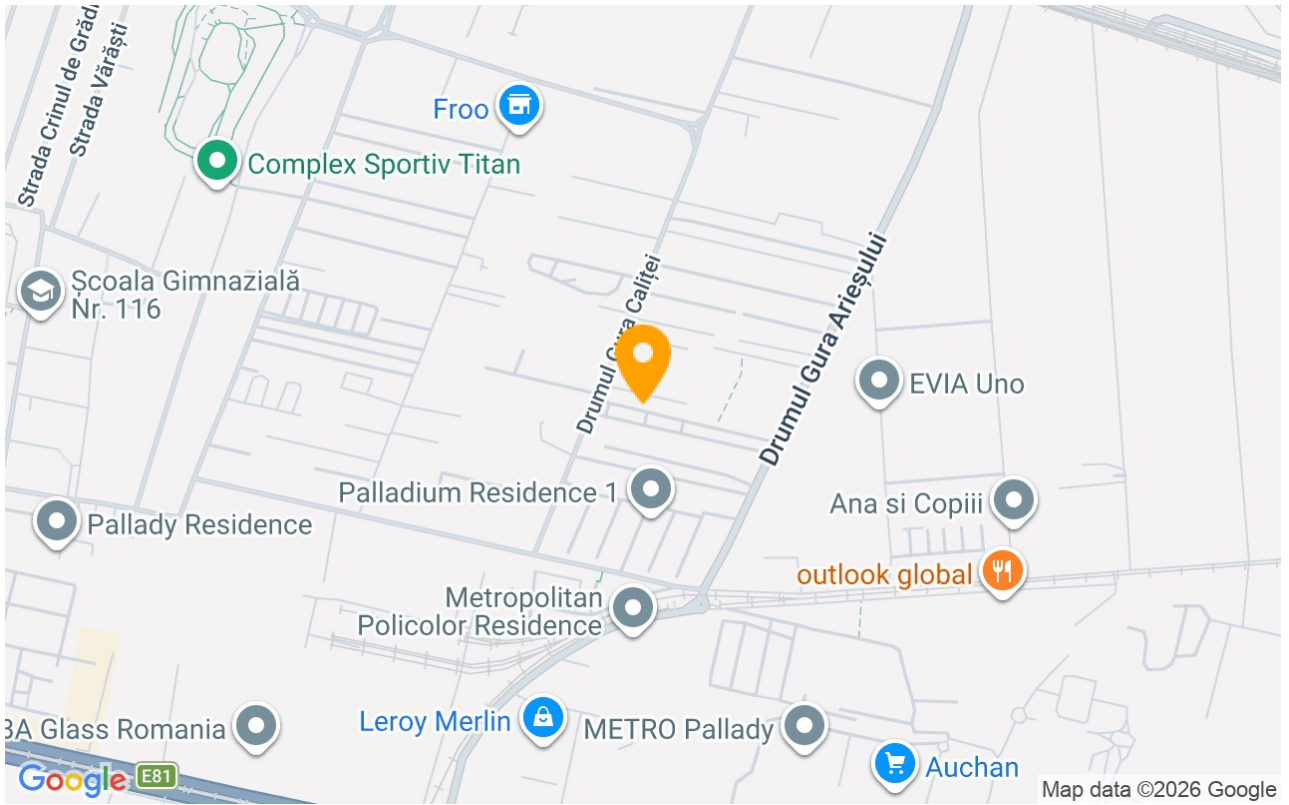 Strada Crinul de Grădi
Strada Vărăști
Froo
Complex Sportiv Titan
Școala Gimnazială
Nr. 116
Drumul Gura Caliței
Drumul Gura Arieșului
EVIA Uno
Palladium Residence 1
Ana si Copiii
Pallady Residence
outlook global
Metropolitan
Policolor Residence
BA Glass Romania
Leroy Merlin
METRO Pallady
Auchan
Google
E81
Map data ©2026 Google